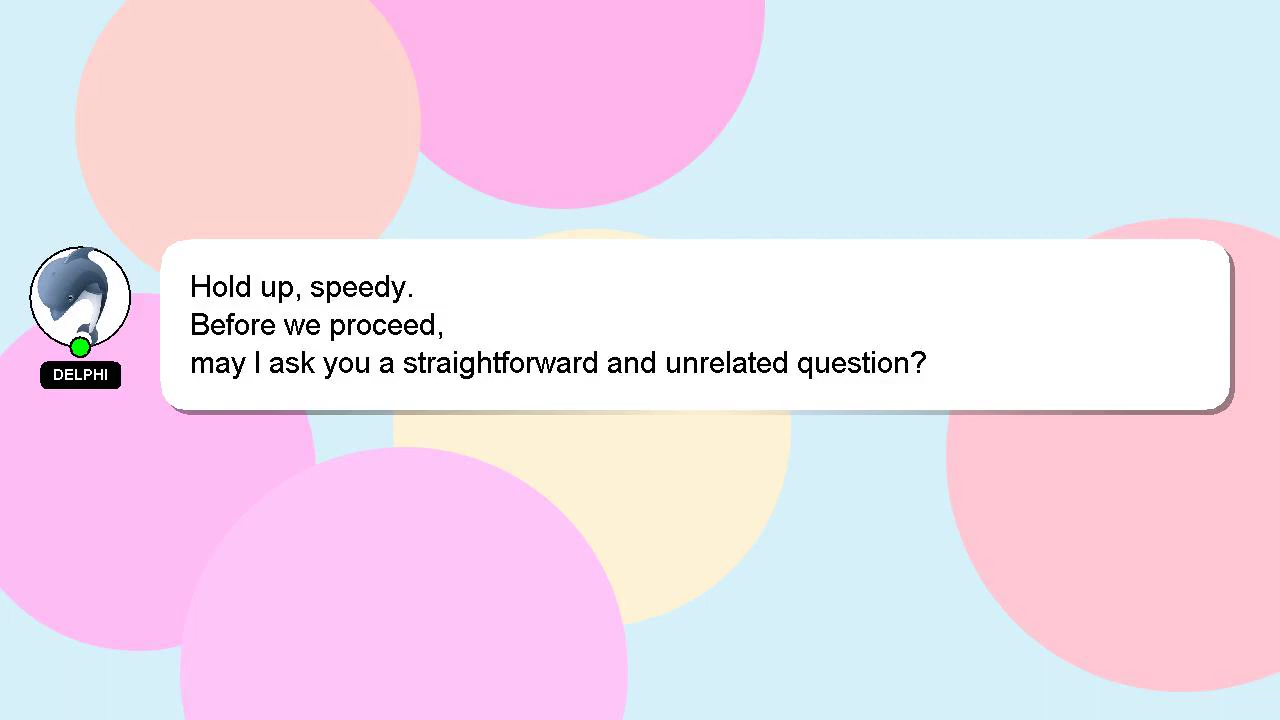 Hold up, speedy.
Before we proceed,
may I ask you a straightforward and unrelated question?
DELPHI